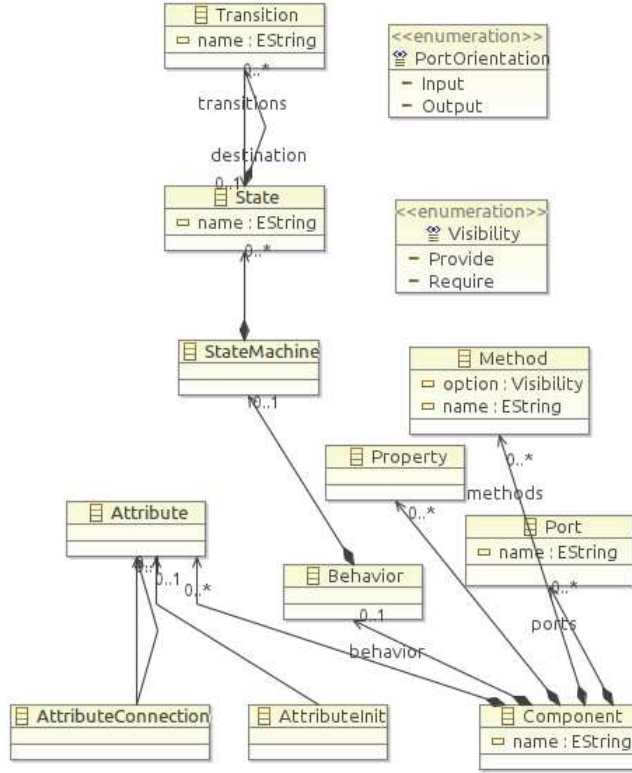 Transition
name : EString
0..*
transitions
destination
0..1
State
name : EString
0..*
<<enumeration>>
PortOrientation
Input
Output
<<enumeration>>
Visibility
Provide
Require
StateMachine
0..1
Method
option : Visibility
name : EString
0..*
methods
Property
0..*
Port
name : EString
0..*
ports
Attribute
0..1
0..*
Behavior
0..1
behavior
AttributeConnection
AttributeInit
Component
name : EString